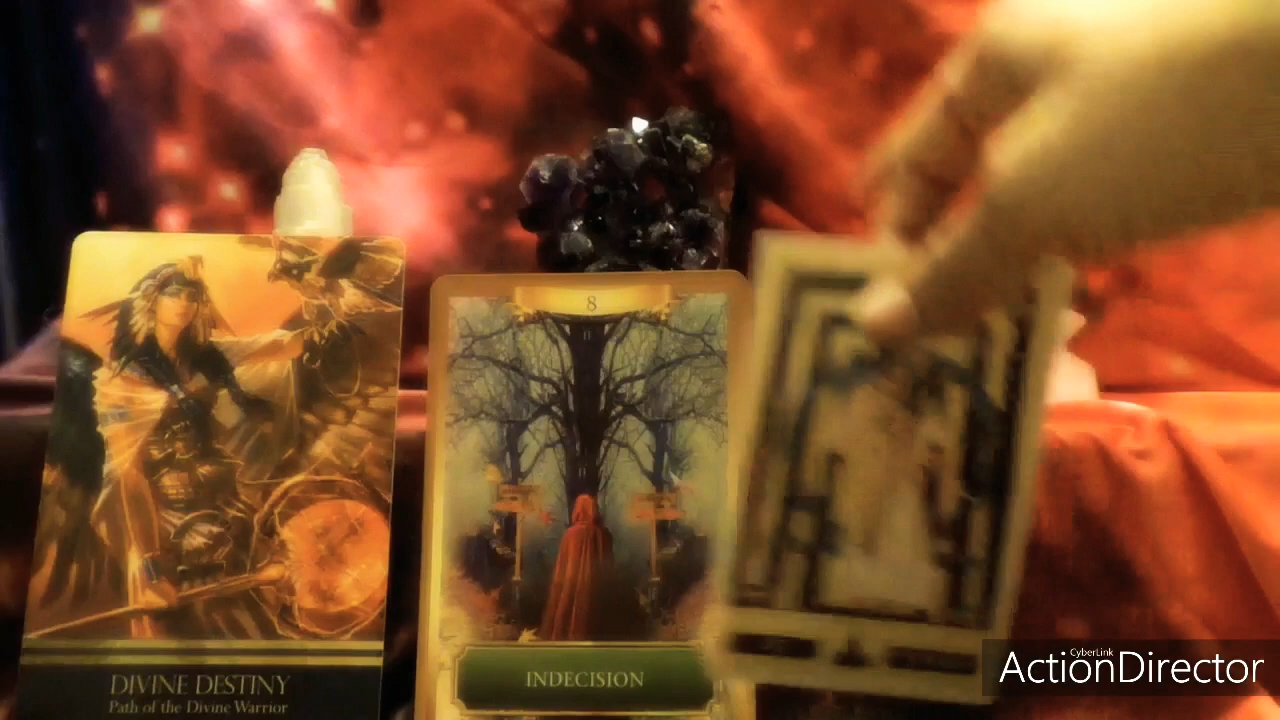 8
DIVINE DESTINY
Path of the Divine Warrior
INDECISION
CyberLink
ActionDirector